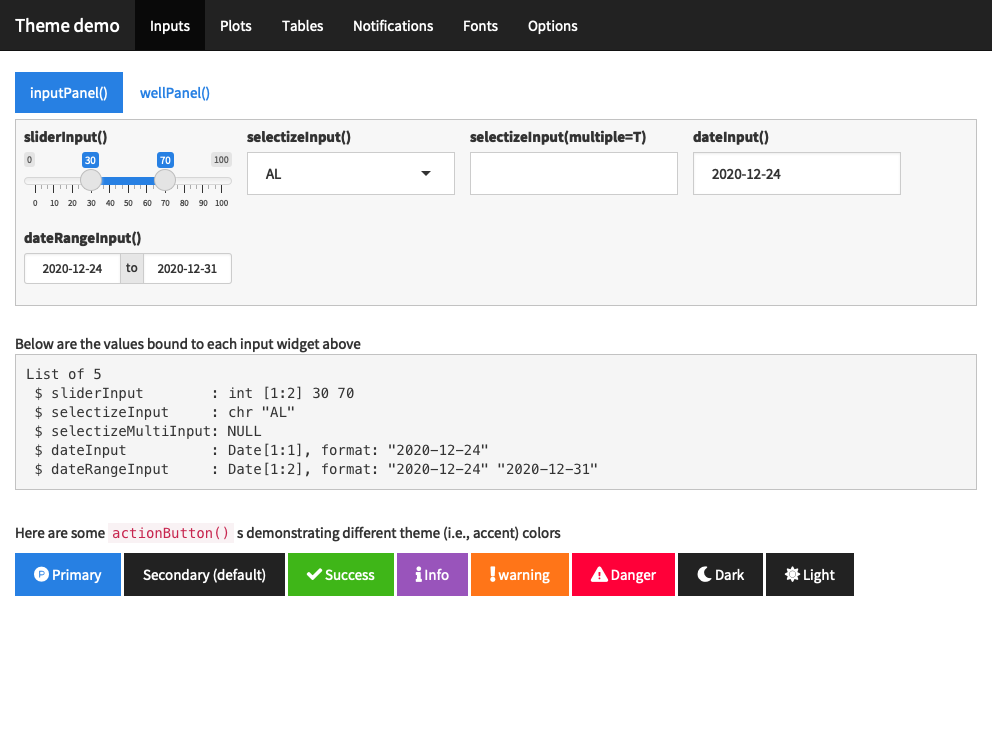 Theme demo Inputs Plots Tables Notifications Fonts Options
inputPanel() wellPanel()
sliderInput() selectizeInput() selectizeInput(multiple=T) dateInput()
0 30 70 100
AL 2020-12-24
0 10 20 30 40 50 60 70 80 90 100
dateRangeInput()
2020-12-24 to 2020-12-31
Below are the values bound to each input widget above
List of 5
 $ sliderInput        : int [1:2] 30 70
 $ selectizeInput     : chr "AL"
 $ selectizeMultiInput: NULL
 $ dateInput          : Date[1:1], format: "2020-12-24"
 $ dateRangeInput     : Date[1:2], format: "2020-12-24" "2020-12-31"
Here are some actionButton() s demonstrating different theme (i.e., accent) colors
Primary Secondary (default) Success Info warning Danger Dark Light